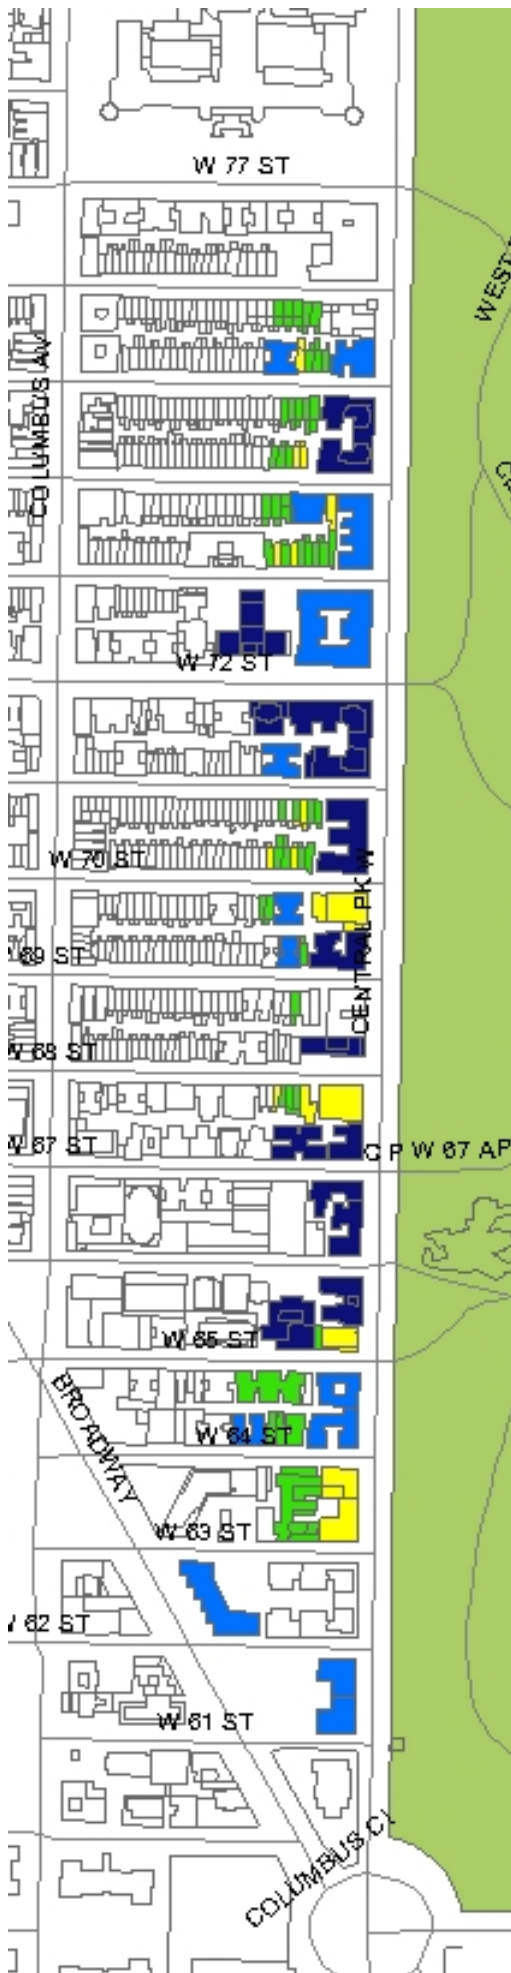 W 77 ST
WEST
COLUMBUS AV
W 72 ST
W 70 ST
CENTRAL PK W
69 ST
W 68 ST
W 67 ST
C P W 67 AP
W 65 ST
BROADWAY
W 64 ST
W 63 ST
62 ST
W 61 ST
COLUMBUS CI